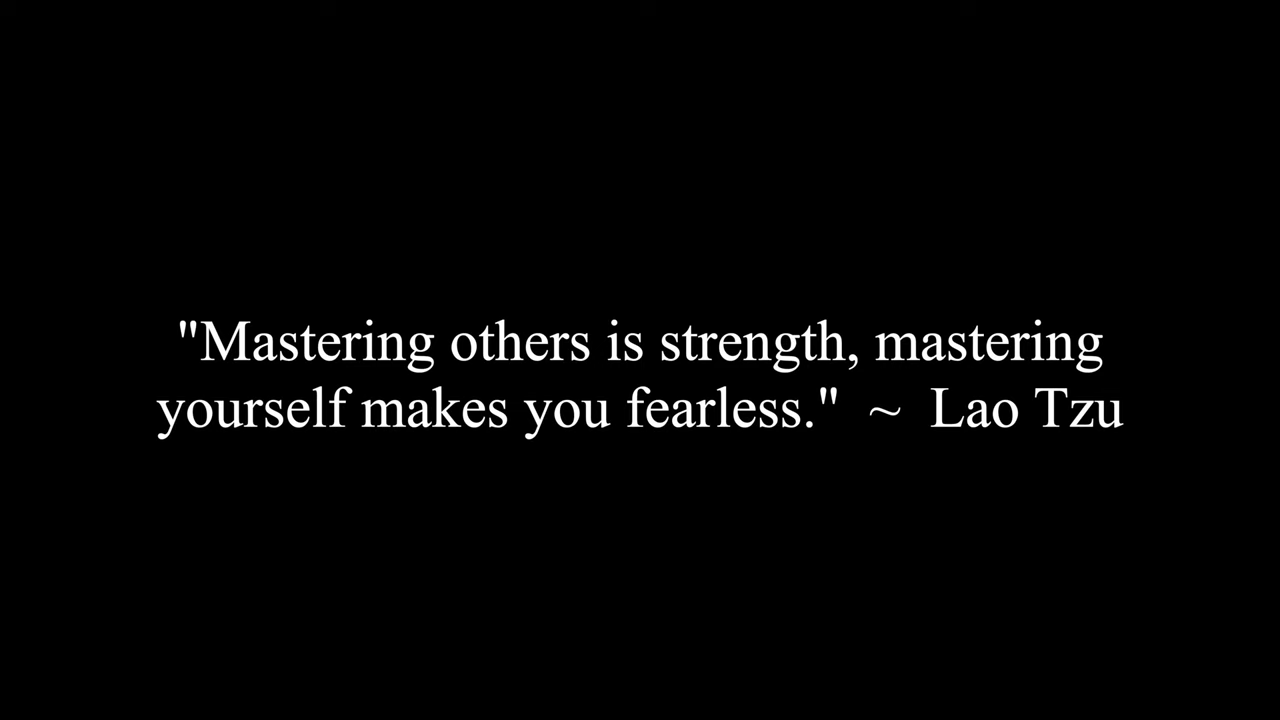 "Mastering others is strength, mastering
yourself makes you fearless."  ~  Lao Tzu